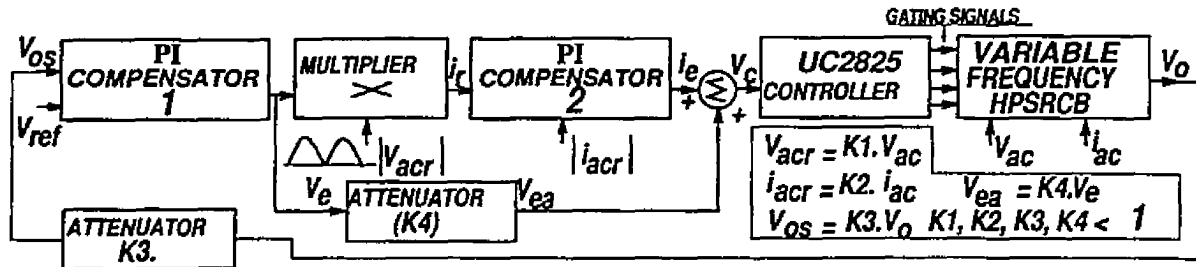 GATING SIGNALS
Vos
PI
COMPENSATOR
1
Vref
MULTIPLIER
×
ir
PI
COMPENSATOR
2
ie
+
Σ
+
Vc
UC2825
CONTROLLER
VARIABLE
FREQUENCY
HPSRCB
Vo
|Vacr|
|iacr|
Vac
iac
Ve
ATTENUATOR
(K4)
Vea
Vacr = K1.Vac
iacr = K2. iac
Vea = K4.Ve
Vos = K3.Vo K1, K2, K3, K4 < 1
ATTENUATOR
K3.